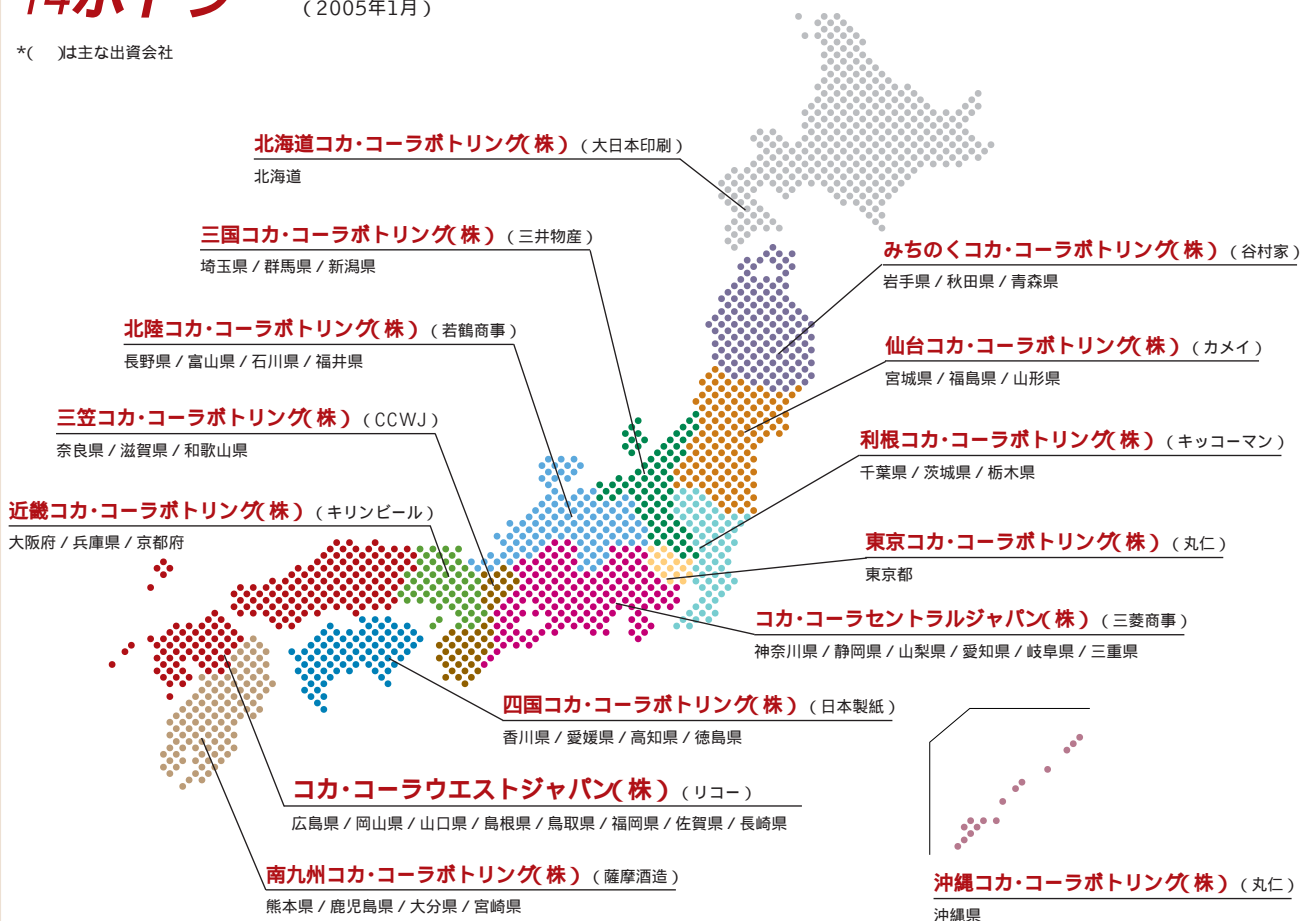 14ボトラー
(2005年1月)
*(　)は主な出資会社
北海道コカ・コーラボトリング(株)(大日本印刷)
北海道
三国コカ・コーラボトリング(株)(三井物産)
埼玉県/群馬県/新潟県
みちのくコカ・コーラボトリング(株)(谷村家)
岩手県/秋田県/青森県
北陸コカ・コーラボトリング(株)(若鶴商事)
長野県/富山県/石川県/福井県
仙台コカ・コーラボトリング(株)(カメイ)
宮城県/福島県/山形県
三笠コカ・コーラボトリング(株)(CCWJ)
奈良県/滋賀県/和歌山県
利根コカ・コーラボトリング(株)(キッコーマン)
千葉県/茨城県/栃木県
近畿コカ・コーラボトリング(株)(キリンビール)
大阪府/兵庫県/京都府
東京コカ・コーラボトリング(株)(丸仁)
東京都
コカ・コーラセントラルジャパン(株)(三菱商事)
神奈川県/静岡県/山梨県/愛知県/岐阜県/三重県
四国コカ・コーラボトリング(株)(日本製紙)
香川県/愛媛県/高知県/徳島県
コカ・コーラウエストジャパン(株)(リコー)
広島県/岡山県/山口県/島根県/鳥取県/福岡県/佐賀県/長崎県
南九州コカ・コーラボトリング(株)(薩摩酒造)
熊本県/鹿児島県/大分県/宮崎県
沖縄コカ・コーラボトリング(株)(丸仁)
沖縄県